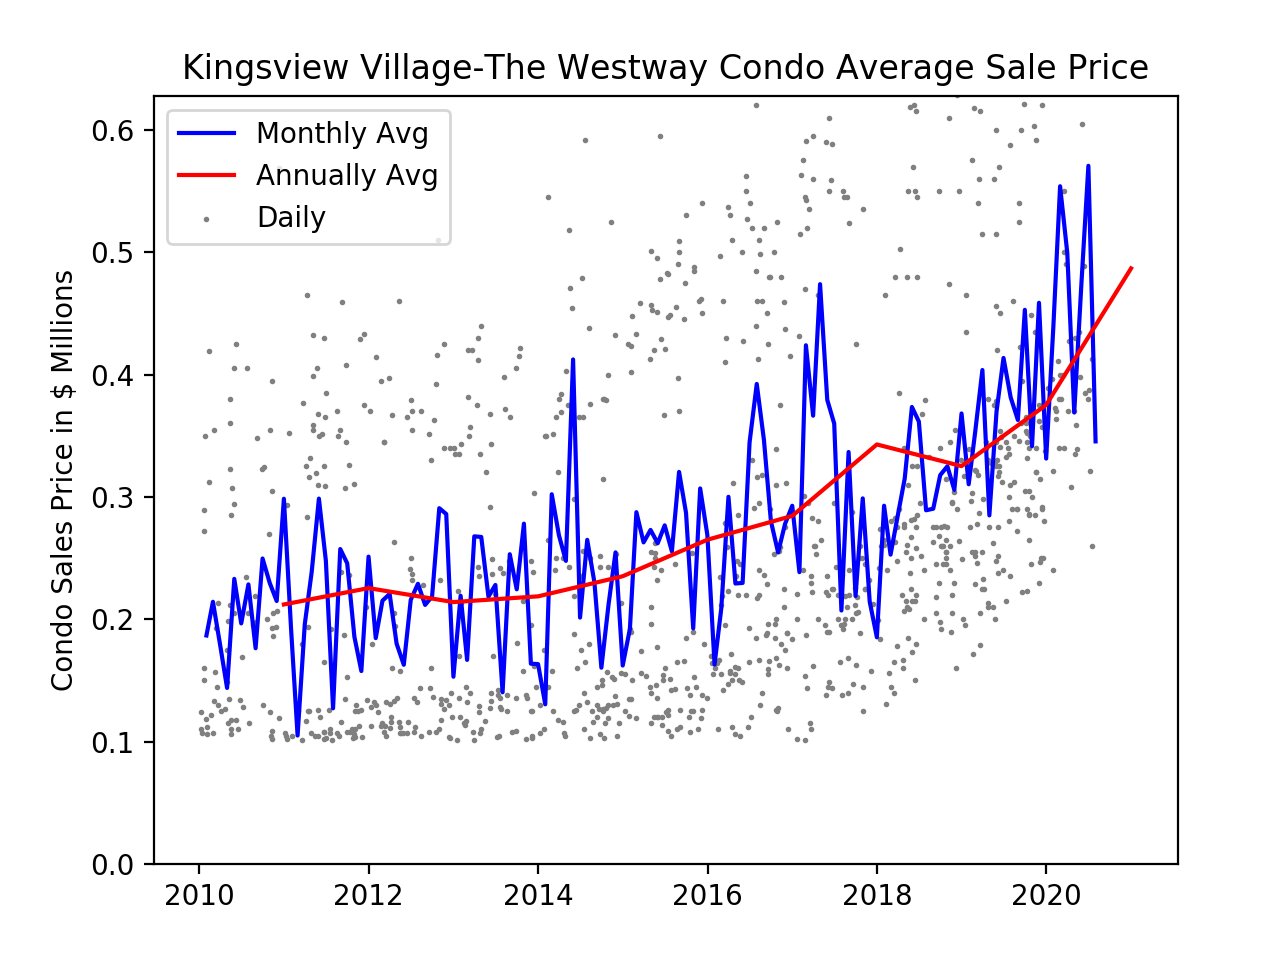 Kingsview Village-The Westway Condo Average Sale Price
Monthly Avg
Annually Avg
Daily
Condo Sales Price in $ Millions
0.6
0.5
0.4
0.3
0.2
0.1
0.0
2010 2012 2014 2016 2018 2020